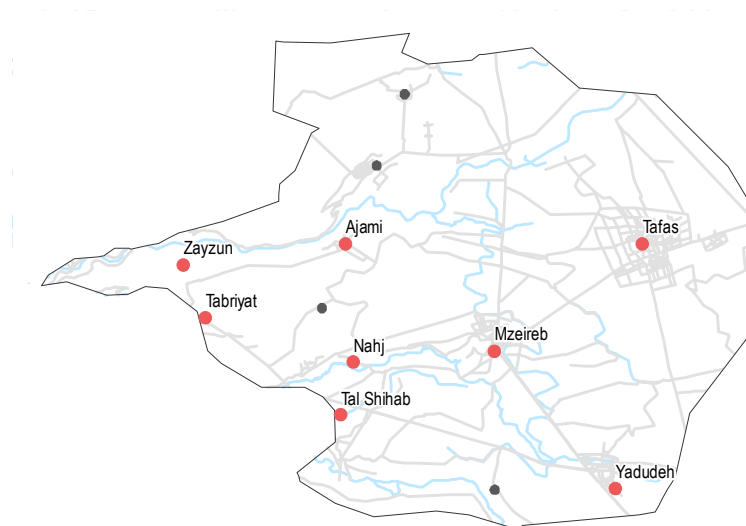 Ajami
Tafas
Zayzun
Tabriyat
Mzeireb
Nahj
Tal Shihab
Yadudeh